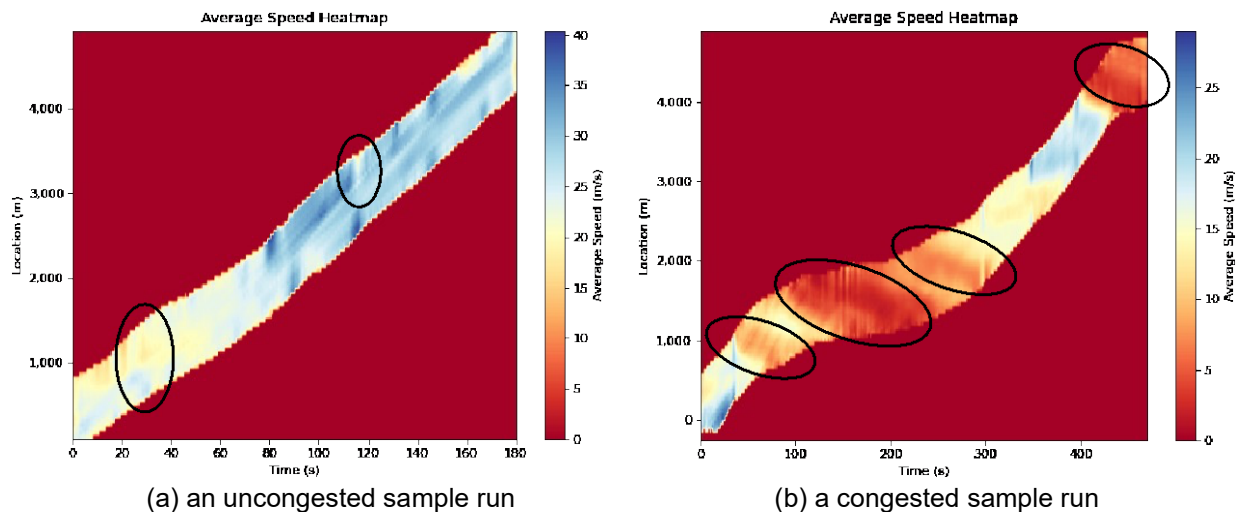 Average Speed Heatmap
4,000
3,000
2,000
1,000
Location (m)
0 20 40 60 80 100 120 140 160 180
Time (s)
40
35
30
25
20
15
10
5
0
Average Speed (m/s)
(a) an uncongested sample run
Average Speed Heatmap
4,000
3,000
2,000
1,000
0
Location (m)
0 100 200 300 400
Time (s)
25
20
15
10
5
0
Average Speed (m/s)
(b) a congested sample run